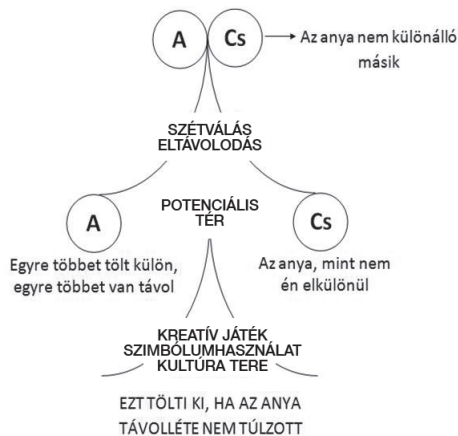 A Cs
Az anya nem különálló
másik
SZÉTVÁLÁS
ELTÁVOLODÁS
A
POTENCIÁLIS
TÉR
Cs
Egyre többet tölt külön,
egyre többet van távol
Az anya, mint nem
én elkülönül
KREATÍV JÁTÉK
SZIMBÓLUMHASZNÁLAT
KULTÚRA TERE
EZT TÖLTI KI, HA AZ ANYA
TÁVOLLÉTE NEM TÚLZOTT